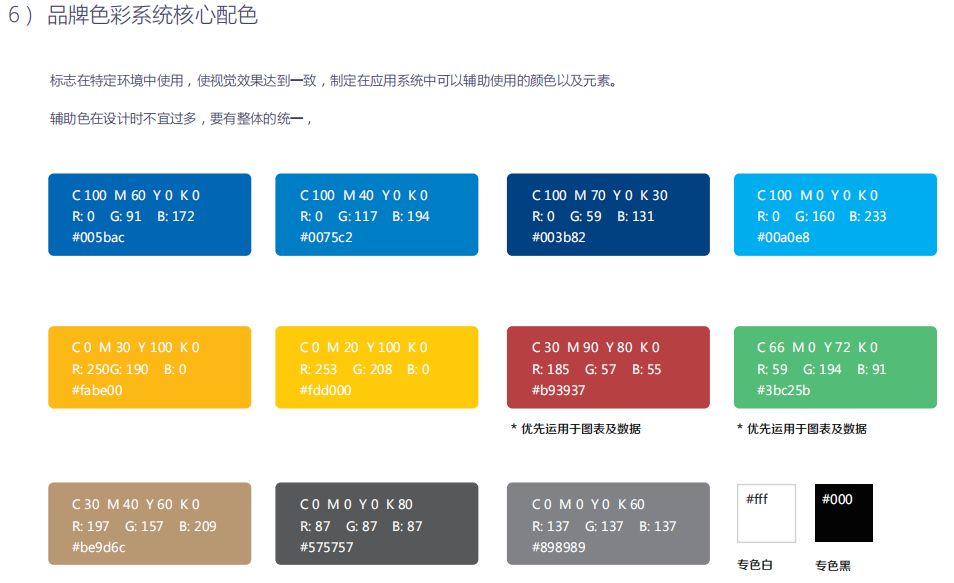 6） 品牌色彩系统核心配色
标志在特定环境中使用，使视觉效果达到一致，制定在应用系统中可以辅助使用的颜色以及元素。
辅助色在设计时不宜过多，要有整体的统一，
C 100 M 60 Y 0 K 0
R: 0 G: 91 B: 172
#005bac
C 100 M 40 Y 0 K 0
R: 0 G: 117 B: 194
#0075c2
C 100 M 70 Y 0 K 30
R: 0 G: 59 B: 131
#003b82
C 100 M 0 Y 0 K 0
R: 0 G: 160 B: 233
#00a0e8
C 0 M 30 Y 100 K 0
R: 250G: 190 B: 0
#fabe00
C 0 M 20 Y 100 K 0
R: 253 G: 208 B: 0
#fdd000
C 30 M 90 Y 80 K 0
R: 185 G: 57 B: 55
#b93937
* 优先运用于图表及数据
C 66 M 0 Y 72 K 0
R: 59 G: 194 B: 91
#3bc25b
* 优先运用于图表及数据
C 30 M 40 Y 60 K 0
R: 197 G: 157 B: 209
#be9d6c
C 0 M 0 Y 0 K 80
R: 87 G: 87 B: 87
#575757
C 0 M 0 Y 0 K 60
R: 137 G: 137 B: 137
#898989
#fff
专色白
#000
专色黑